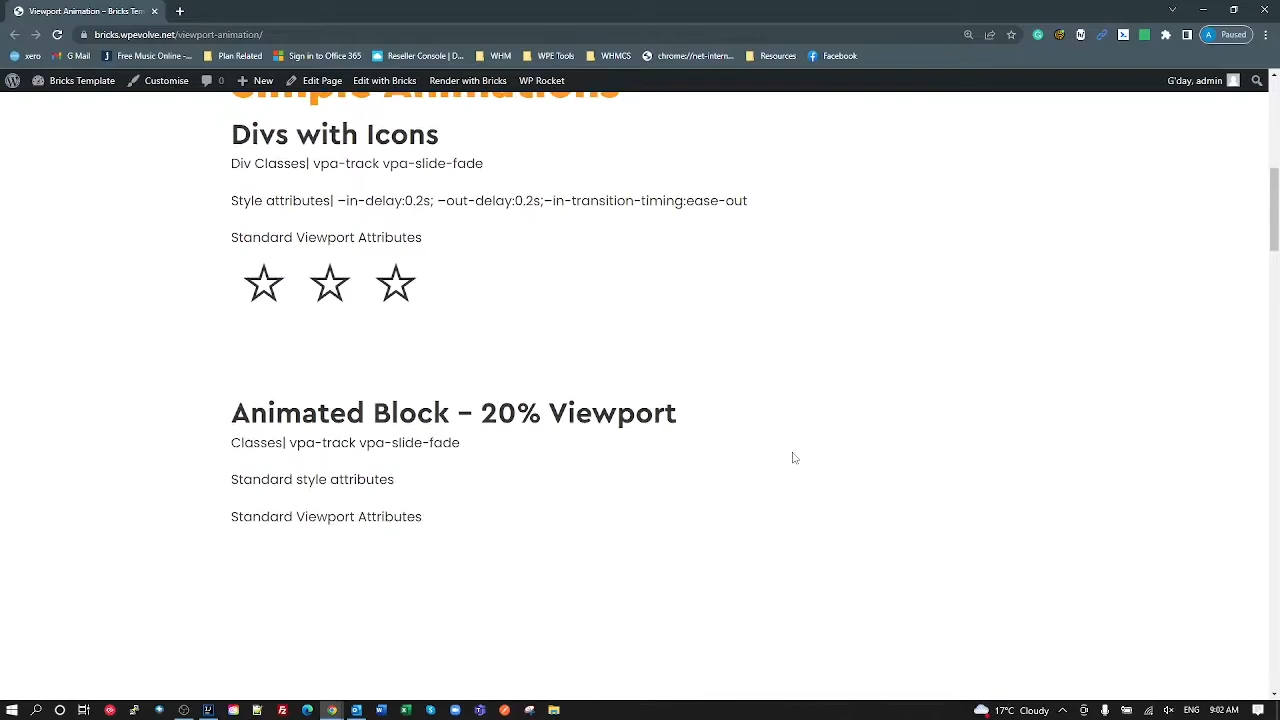 Viewport Animation – Bricks Tem
bricks.wpevolve.net/viewport-animation/
Paused
xero
G Mail
Free Music Online -...
Plan Related
Sign in to Office 365
Reseller Console | D...
WHM
WPE Tools
WHMCS
chrome://net-intern...
Resources
Facebook
Bricks Template
Customise
0
New
Edit Page
Edit with Bricks
Render with Bricks
WP Rocket
G'day, admin
Simple Animations
Divs with Icons
Div Classes| vpa-track vpa-slide-fade
Style attributes| –in-delay:0.2s; –out-delay:0.2s;–in-transition-timing:ease-out
Standard Viewport Attributes
Animated Block – 20% Viewport
Classes| vpa-track vpa-slide-fade
Standard style attributes
Standard Viewport Attributes
17°C Cloudy
ENG
9:02 AM